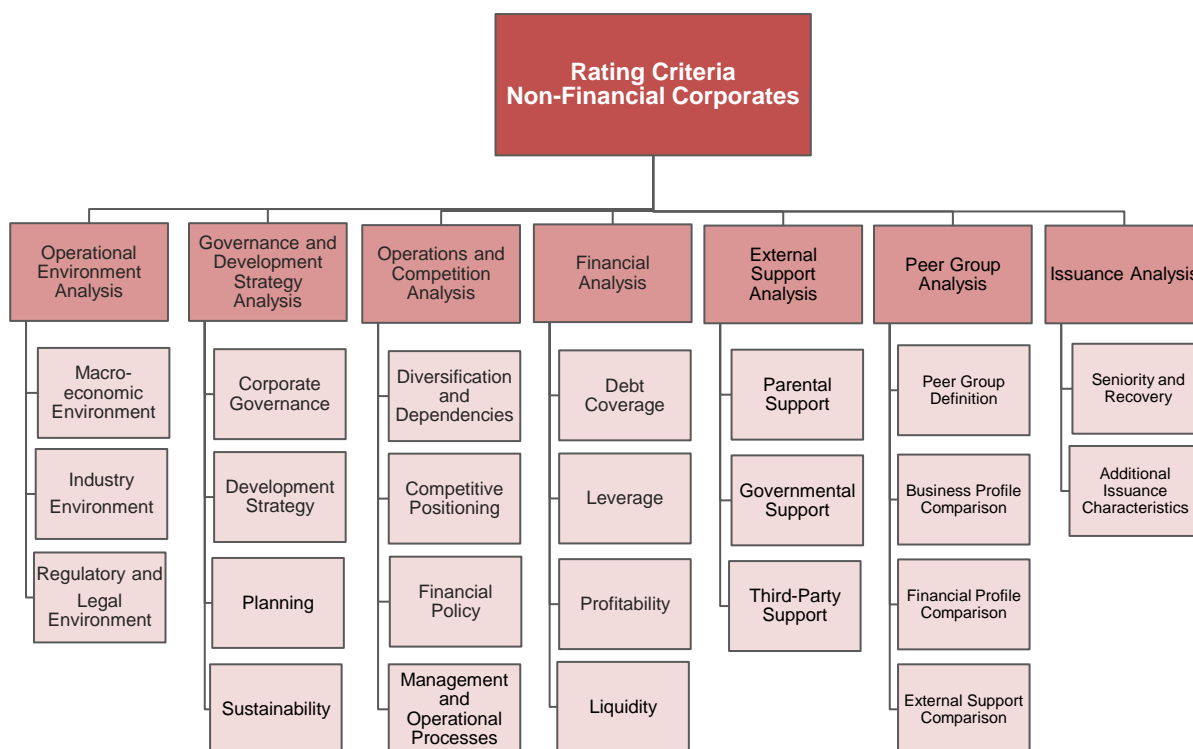 Rating Criteria
Non-Financial Corporates
Operational
Environment
Analysis
Governance and
Development
Strategy
Analysis
Operations and
Competition
Analysis
Financial
Analysis
External
Support
Analysis
Peer Group
Analysis
Issuance Analysis
Macro-
economic
Environment
Industry
Environment
Regulatory and
Legal
Environment
Corporate
Governance
Development
Strategy
Planning
Sustainability
Diversification
and
Dependencies
Competitive
Positioning
Financial
Policy
Management
and
Operational
Processes
Debt
Coverage
Leverage
Profitability
Liquidity
Parental
Support
Governmental
Support
Third-Party
Support
Peer Group
Definition
Business Profile
Comparison
Financial Profile
Comparison
External Support
Comparison
Seniority and
Recovery
Additional
Issuance
Characteristics